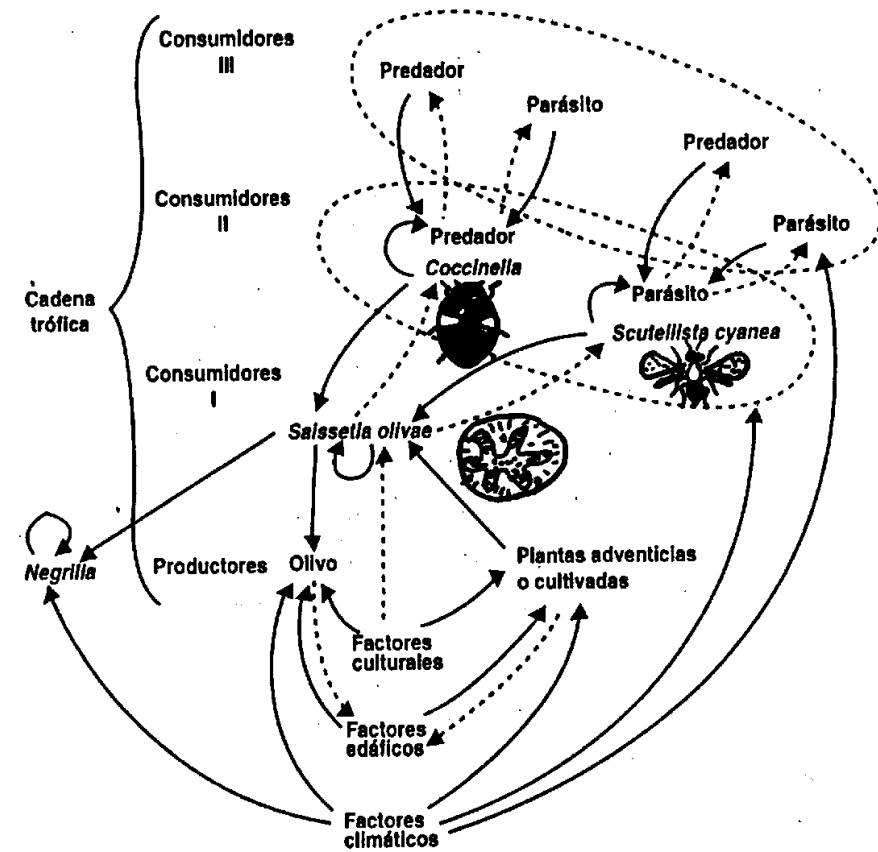 Consumidores
III
Predador
Parásito
Predador
Consumidores
II
Parásito
Predador
Coccinella
Cadena
trófica
Parásito
Scutellista cyanea
Consumidores
I
Saissetia olivae
Negrilla
Productores
Olivo
Plantas adventicias
o cultivadas
Factores
culturales
Factores
edáficos
Factores
climáticos